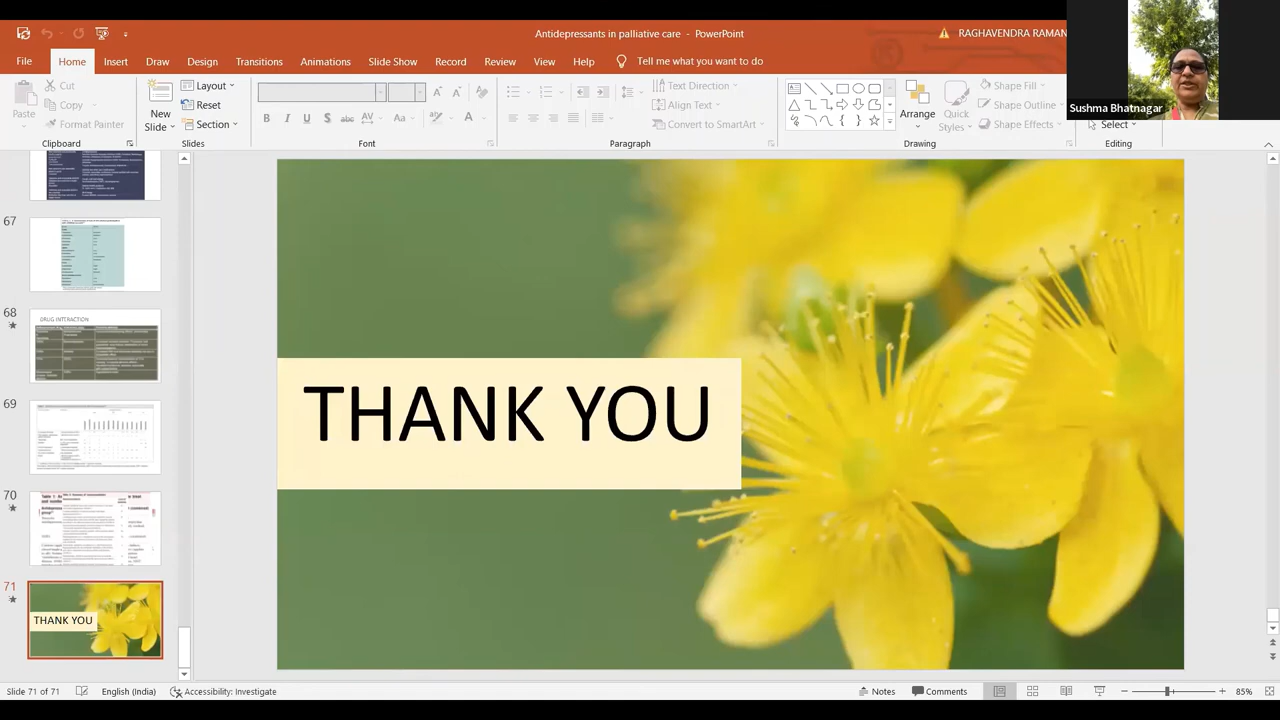 Antidepressants in palliative care - PowerPoint
RAGHAVENDRA RAMAN
Sushma Bhatnagar
File Home Insert Draw Design Transitions Animations Slide Show Record Review View Help Tell me what you want to do
Paste
Cut
Copy
Format Painter
Clipboard
New
Slide
Layout
Reset
Section
Slides
B I U S abc AV Aa A
Font
Text Direction
Align Text
Convert to SmartArt
Paragraph
Arrange
Quick
Styles
Shape Fill
Shape Outline
Shape Effects
Drawing
Select
Editing
67
68
DRUG INTERACTION
69
70
71
THANK YOU
THANK YOU
Slide 71 of 71 English (India) Accessibility: Investigate Notes Comments 85%